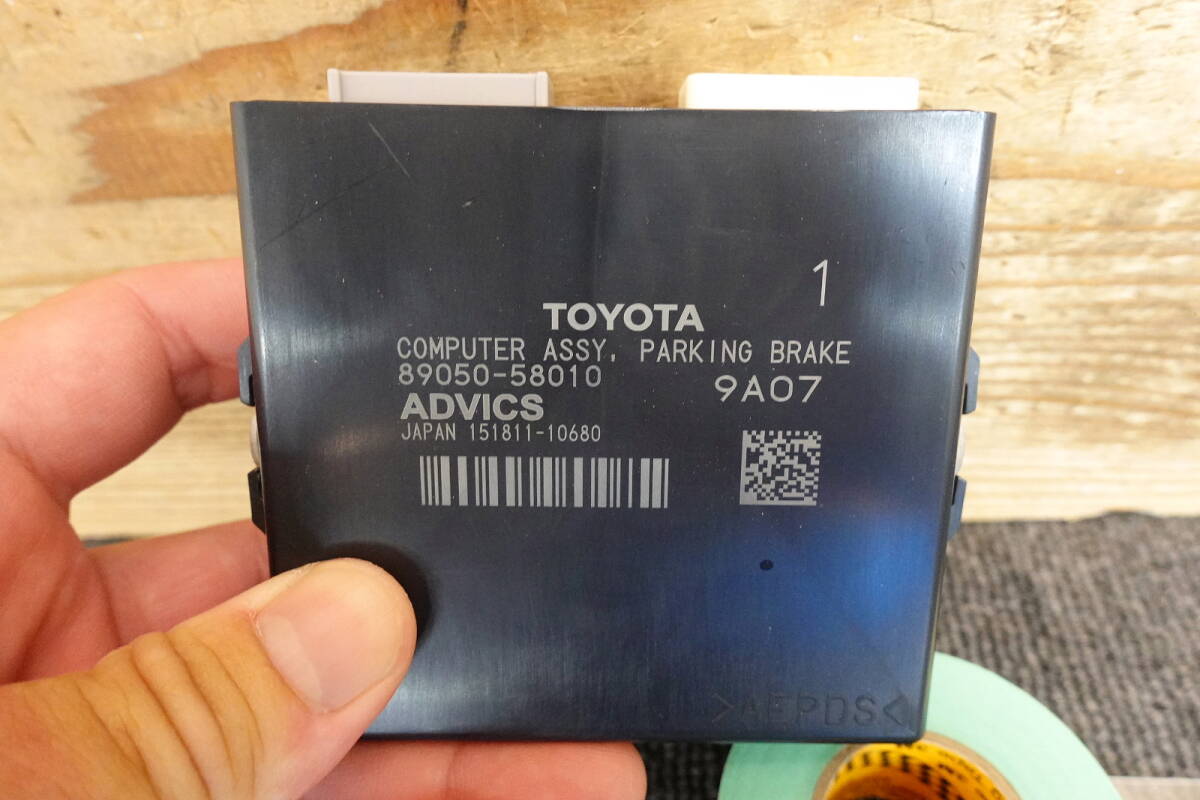 1
TOYOTA
COMPUTER ASSY, PARKING BRAKE
89050-58010 9A07
ADVICS
JAPAN 151811-10680
>AEPDS<